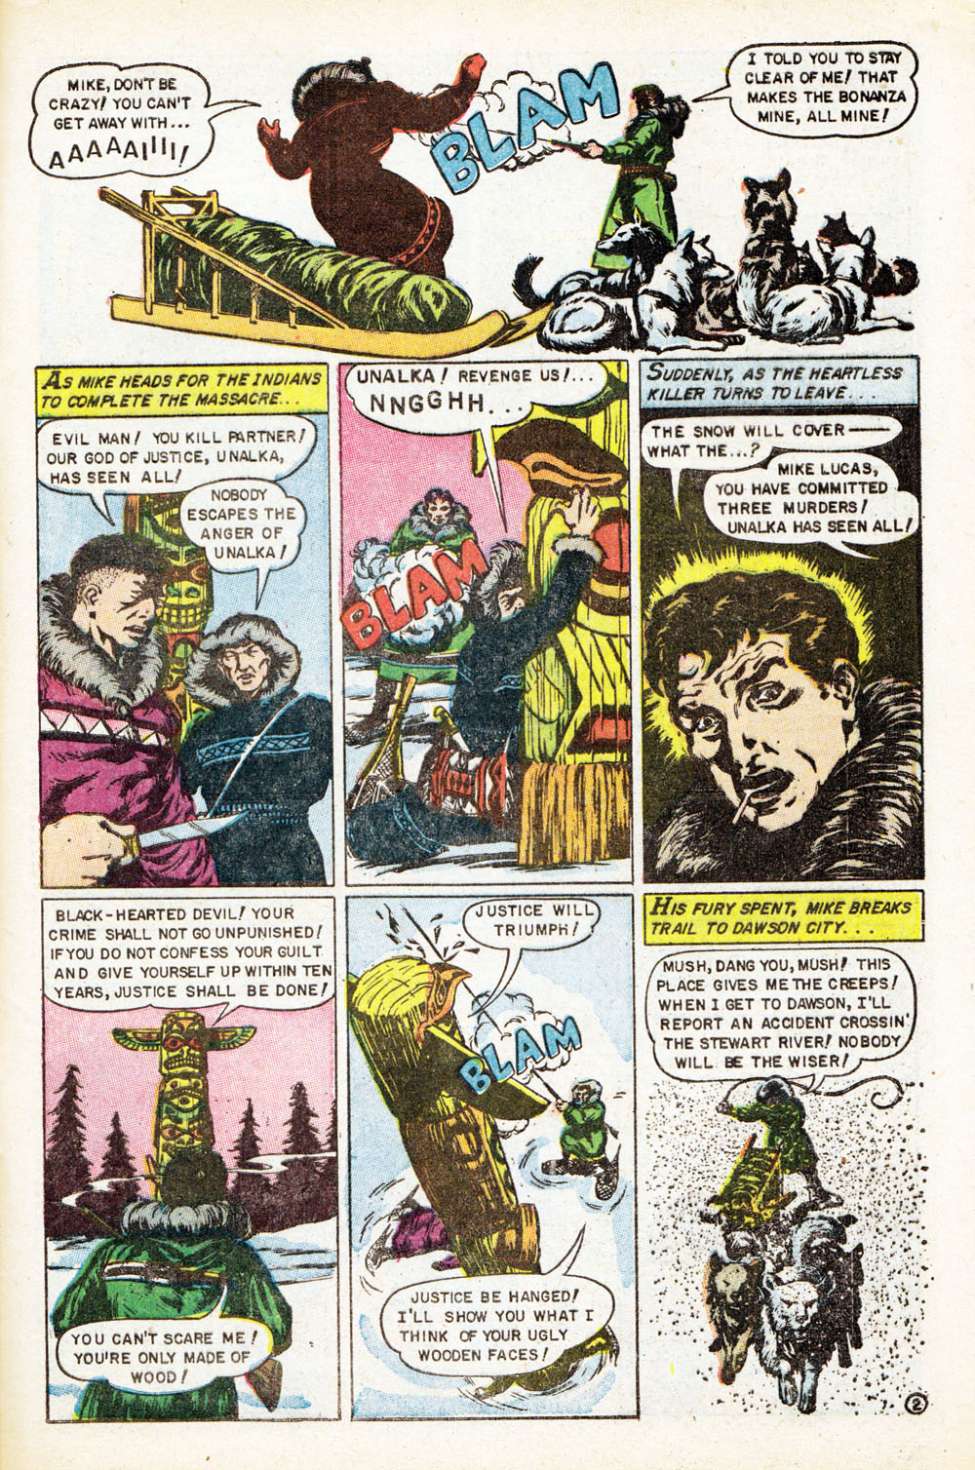 MIKE, DON'T BE
CRAZY! YOU CAN'T
GET AWAY WITH...
AAAAAIIII!
BLAM
I TOLD YOU TO STAY
CLEAR OF ME! THAT
MAKES THE BONANZA
MINE, ALL MINE!
AS MIKE HEADS FOR THE INDIANS
TO COMPLETE THE MASSACRE...
EVIL MAN! YOU KILL PARTNER!
OUR GOD OF JUSTICE, UNALKA,
HAS SEEN ALL!
NOBODY
ESCAPES THE
ANGER OF
UNALKA!
UNALKA! REVENGE US!...
NNGGHH...
BLAM
SUDDENLY, AS THE HEARTLESS
KILLER TURNS TO LEAVE...
THE SNOW WILL COVER—
WHAT THE...?
MIKE LUCAS,
YOU HAVE COMMITTED
THREE MURDERS!
UNALKA HAS SEEN ALL!
BLACK-HEARTED DEVIL! YOUR
CRIME SHALL NOT GO UNPUNISHED!
IF YOU DO NOT CONFESS YOUR GUILT
AND GIVE YOURSELF UP WITHIN TEN
YEARS, JUSTICE SHALL BE DONE!
YOU CAN'T SCARE ME!
YOU'RE ONLY MADE OF
WOOD!
JUSTICE WILL
TRIUMPH!
BLAM
JUSTICE BE HANGED!
I'LL SHOW YOU WHAT I
THINK OF YOUR UGLY
WOODEN FACES!
HIS FURY SPENT, MIKE BREAKS
TRAIL TO DAWSON CITY...
MUSH, DANG YOU, MUSH! THIS
PLACE GIVES ME THE CREEPS!
WHEN I GET TO DAWSON, I'LL
REPORT AN ACCIDENT CROSSIN'
THE STEWART RIVER! NOBODY
WILL BE THE WISER!
2